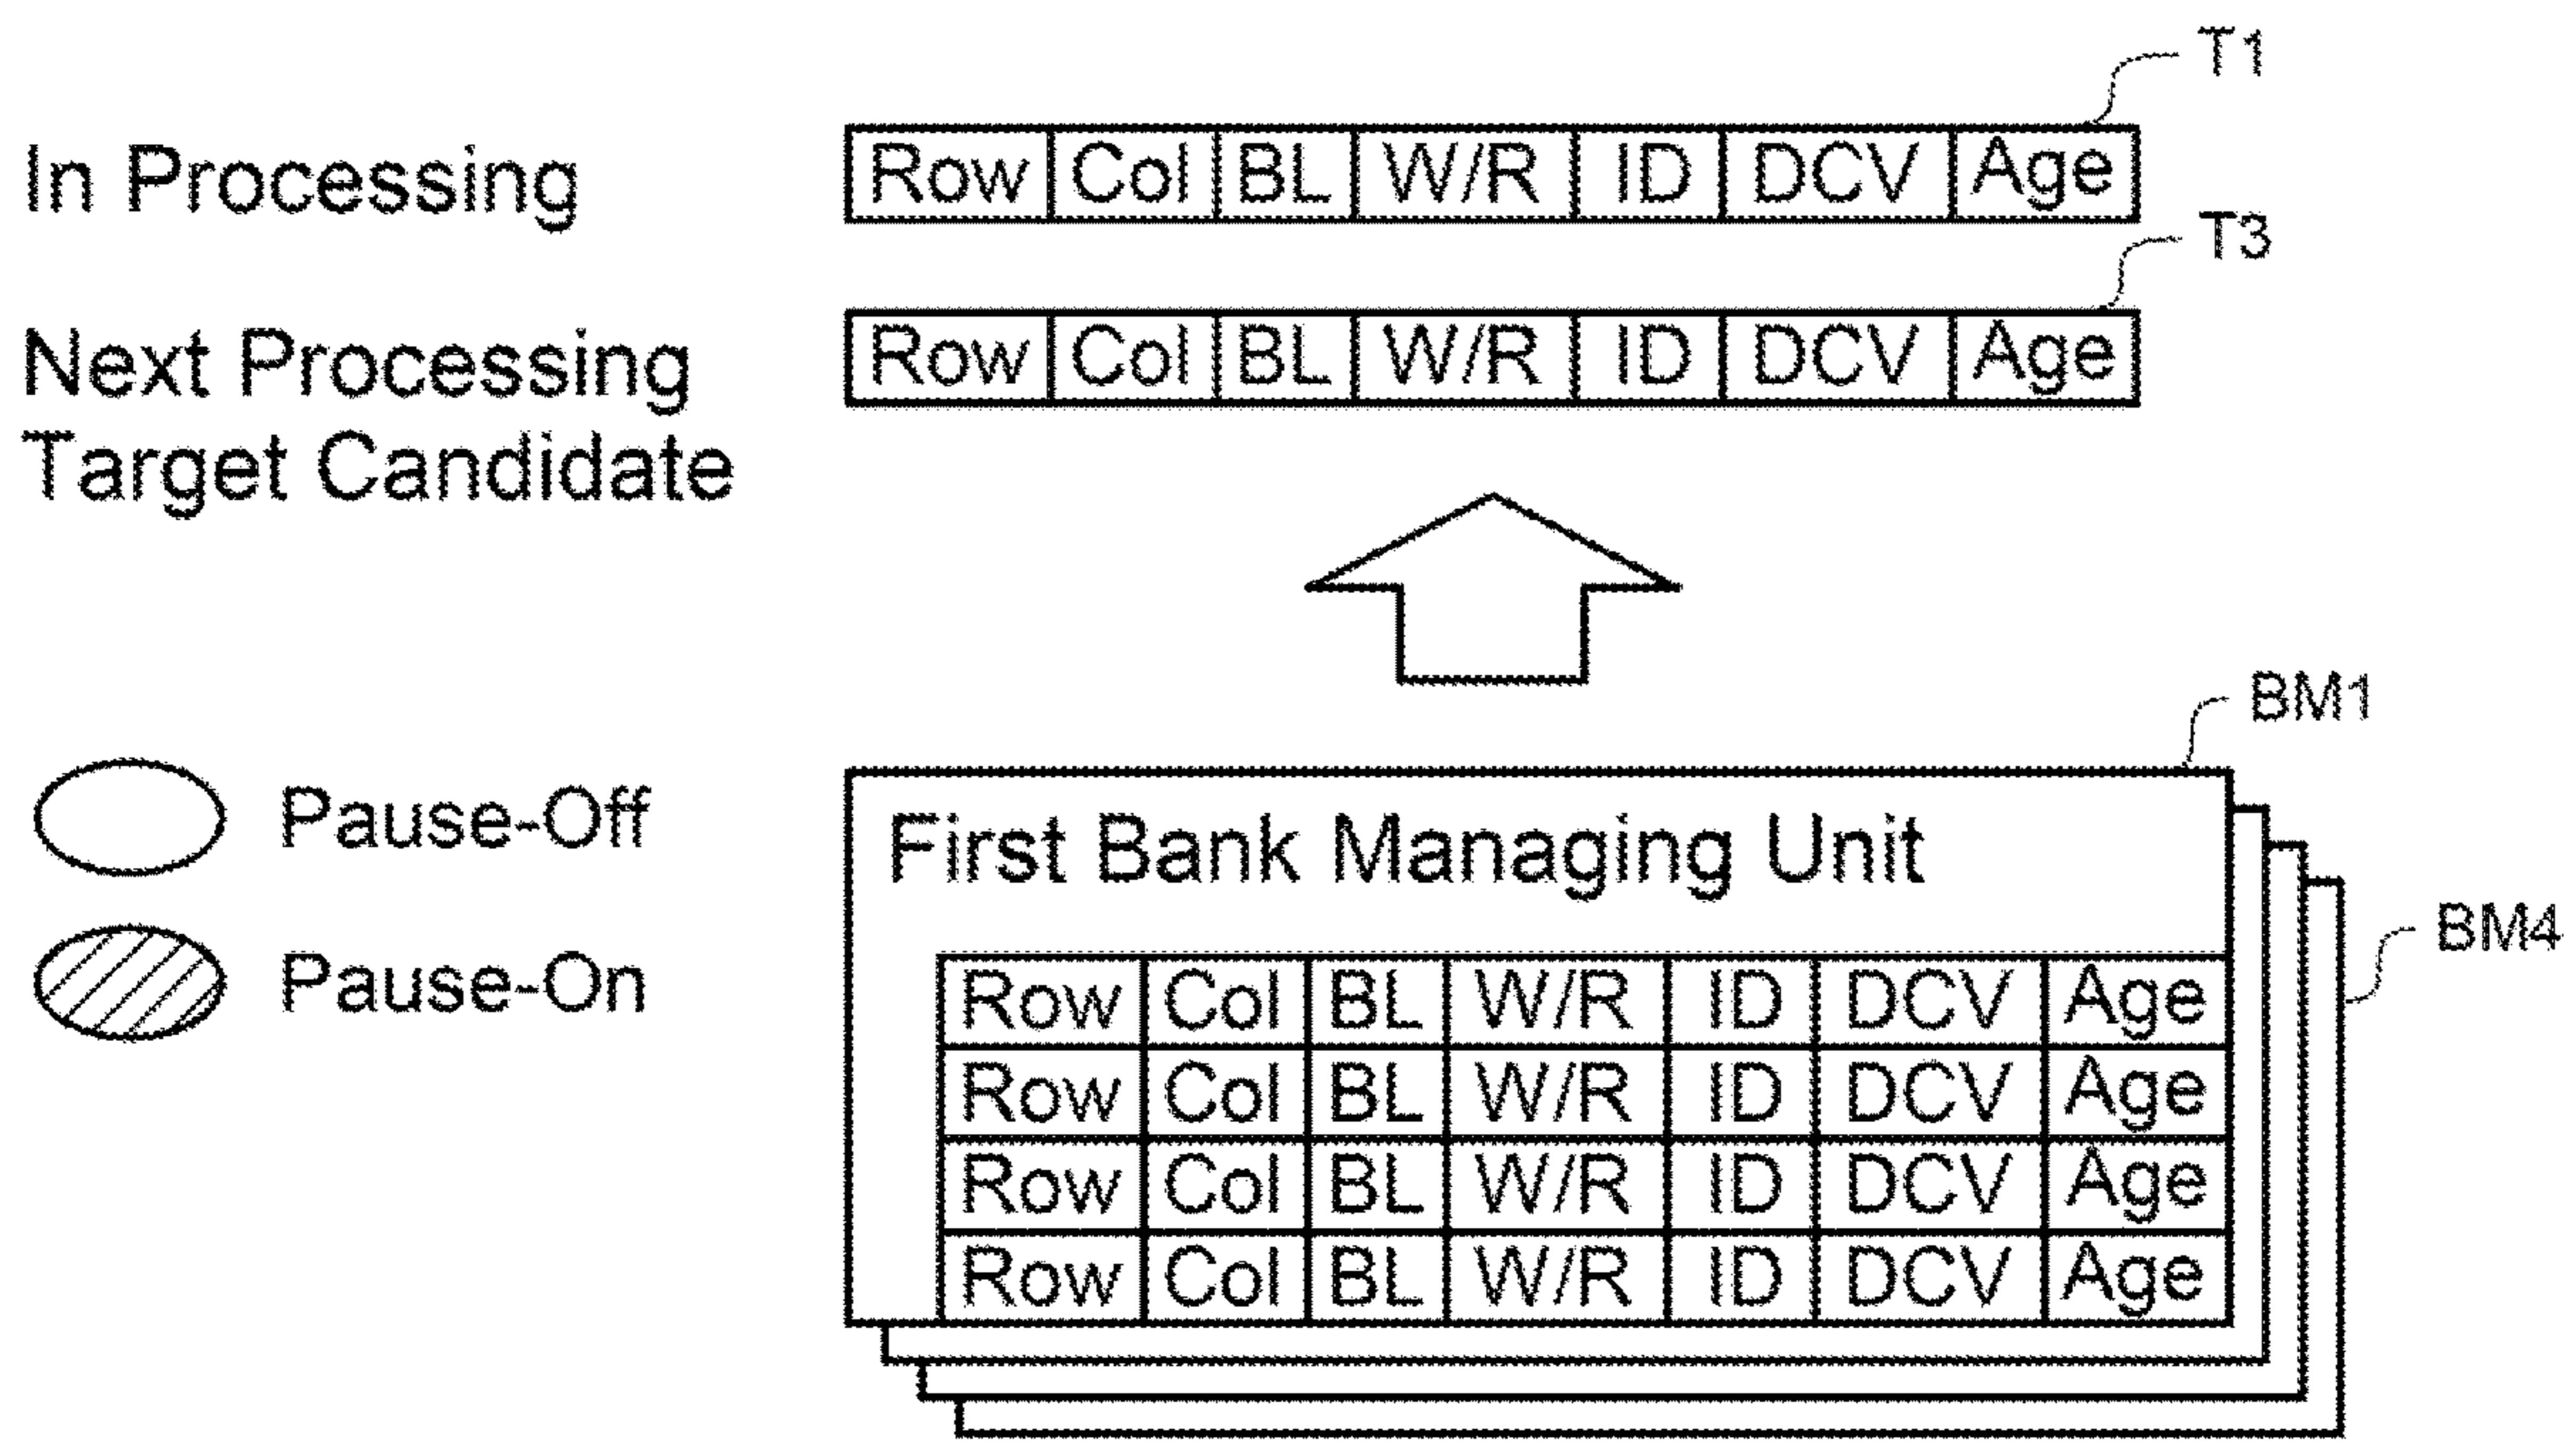 T1
In Processing
Row Col BL W/R ID DCV Age
T3
Next Processing
Target Candidate
Row Col BL W/R ID DCV Age
BM1
Pause-Off
First Bank Managing Unit
BM4
Pause-On
Row Col BL W/R ID DCV Age
Row Col BL W/R ID DCV Age
Row Col BL W/R ID DCV Age
Row Col BL W/R ID DCV Age